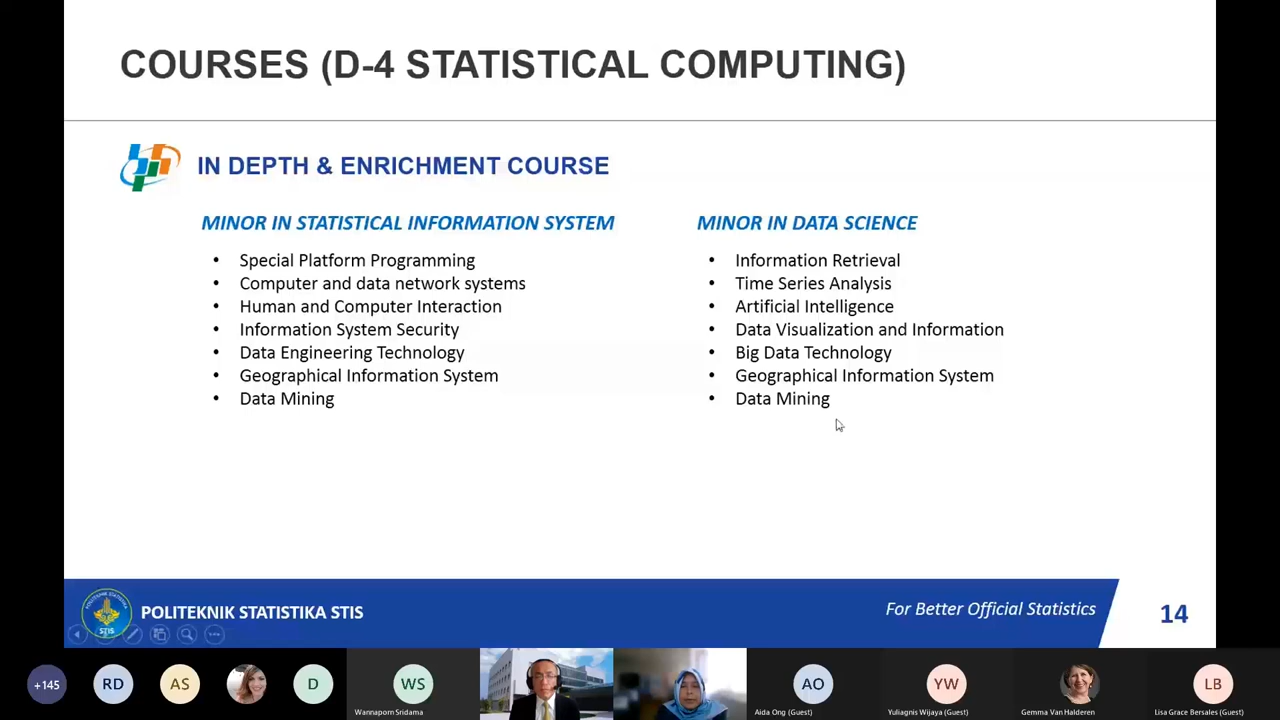 COURSES (D-4 STATISTICAL COMPUTING)
IN DEPTH & ENRICHMENT COURSE
MINOR IN STATISTICAL INFORMATION SYSTEM
• Special Platform Programming
• Computer and data network systems
• Human and Computer Interaction
• Information System Security
• Data Engineering Technology
• Geographical Information System
• Data Mining
MINOR IN DATA SCIENCE
• Information Retrieval
• Time Series Analysis
• Artificial Intelligence
• Data Visualization and Information
• Big Data Technology
• Geographical Information System
• Data Mining
STIS
POLITEKNIK STATISTIKA STIS
For Better Official Statistics
14
+145
RD
AS
D
WS
Wannaporn Sridama
AO
Aida Ong (Guest)
YW
Yuliagnis Wijaya (Guest)
Gemma Van Halderen
LB
Lisa Grace Bersales (Guest)